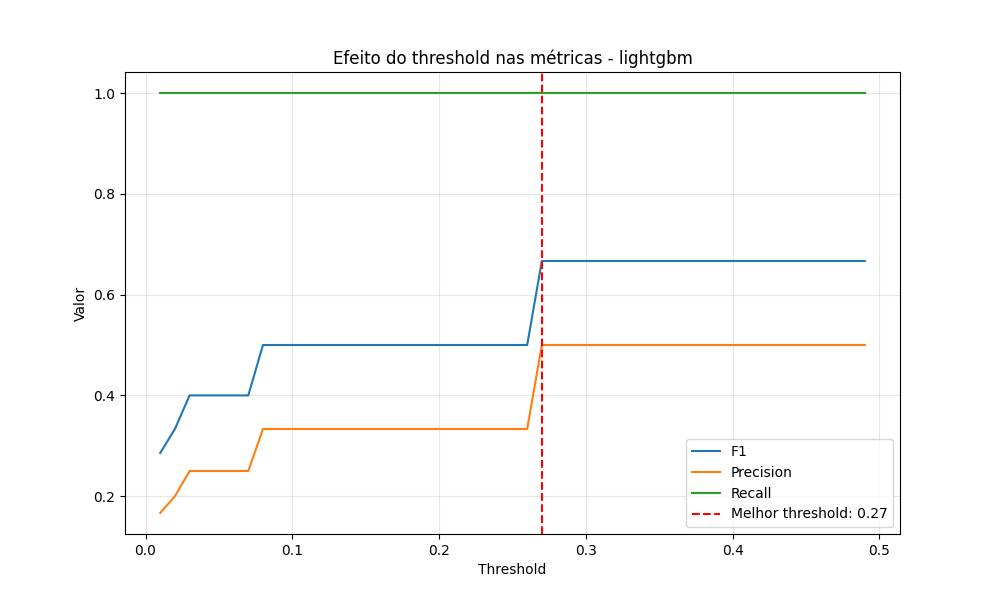 Efeito do threshold nas métricas - lightgbm
1.0
0.8
0.6
0.4
0.2
Valor
0.0
0.1
0.2
0.3
0.4
0.5
Threshold
F1
Precision
Recall
Melhor threshold: 0.27